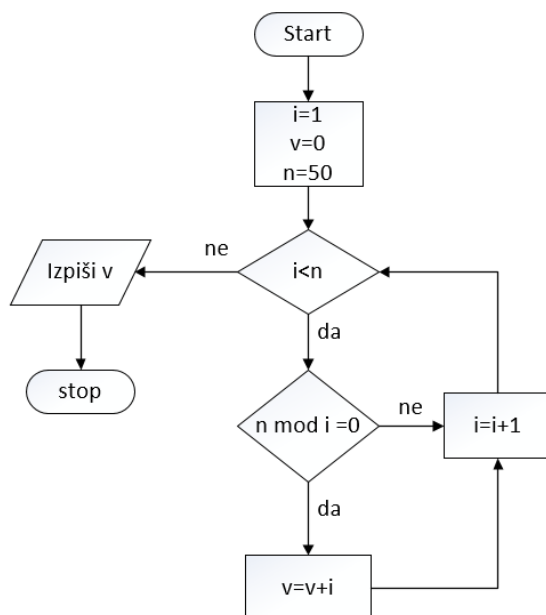 Start
i=1
v=0
n=50
ne
Izpiši v
i<n
da
stop
n mod i =0
ne
i=i+1
da
v=v+i